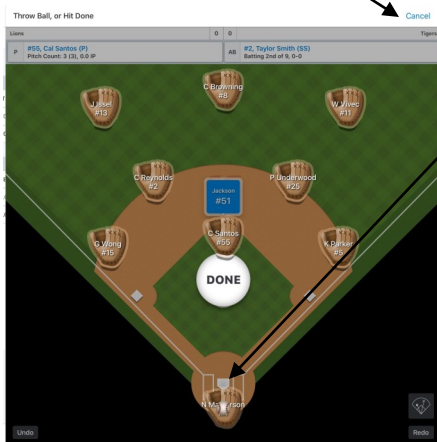 Throw Ball, or Hit Done
Cancel
Lions 0 0 Tigers
P #55, Cal Santos (P)
Pitch Count: 3 (3), 0.0 IP
AB #2, Taylor Smith (SS)
Batting 2nd of 9, 0-0
C Browning
#8
J Issel
#13
W Vivec
#11
C Reynolds
#2
P Underwood
#25
Jackson
#51
C Santos
#55
G Wong
#15
K Parker
#5
DONE
Undo
Redo